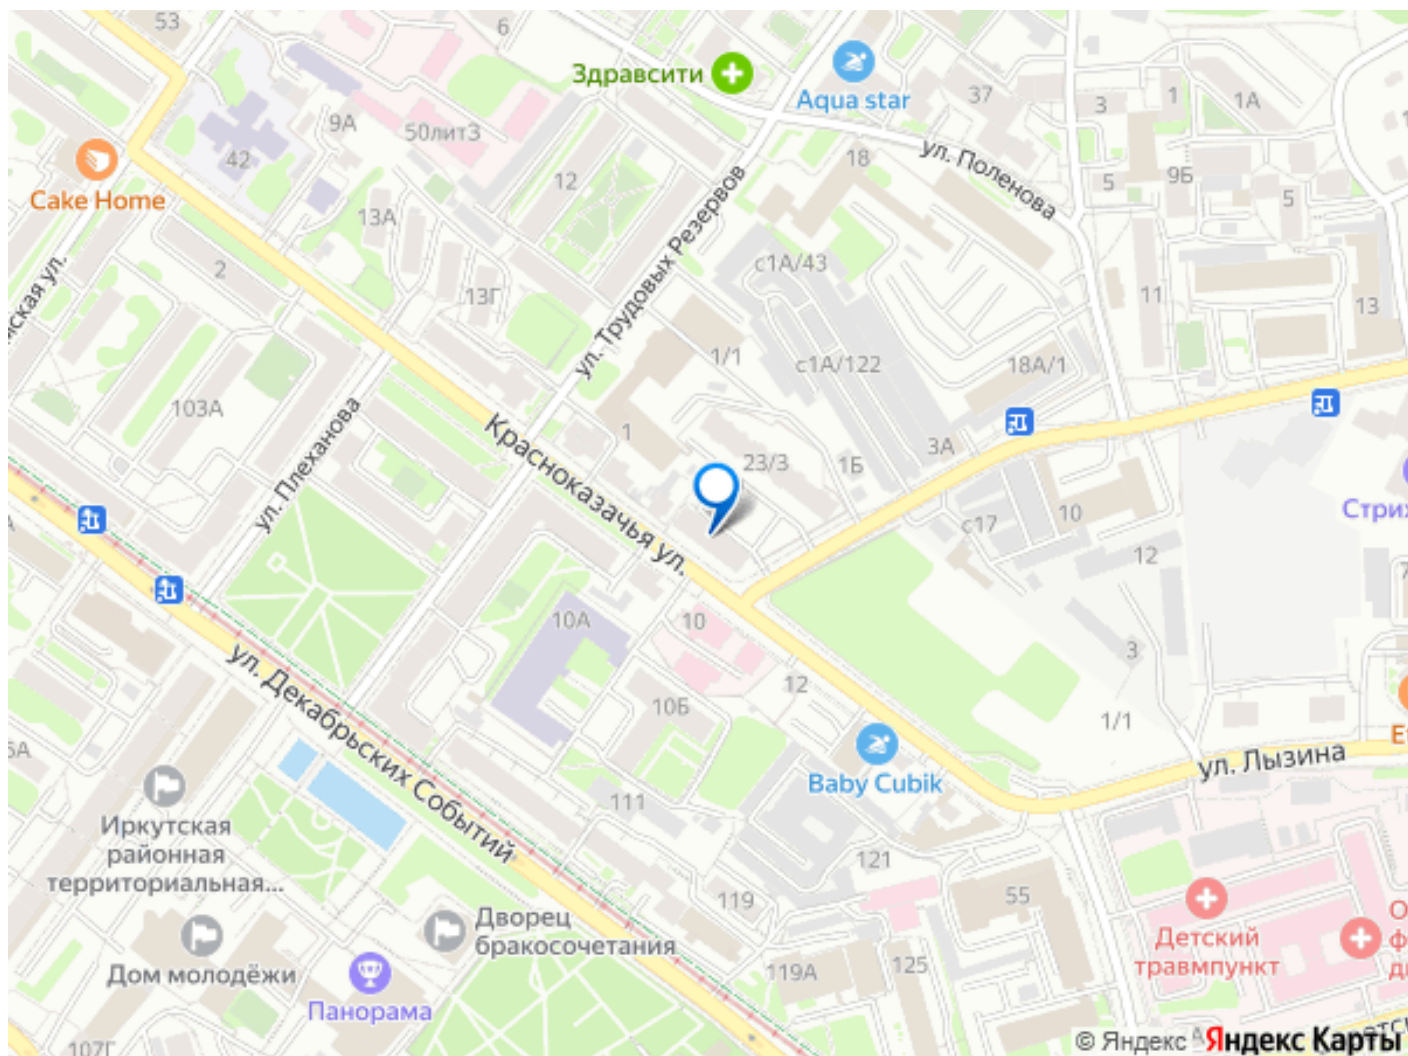 53
6
Здравсити
Aqua star
37
3
1
1А
9А
50лит3
42
12
18
ул. Поленова
5
9Б
5
Cake Home
13А
ул. Трудовых Резервов
с1А/43
2
13Г
11
13
1/1
с1А/122
18А/1
103А
ул. Плеханова
Красноказачья ул.
1
23/3
1Б
3А
с17
10
12
10А
10
3
ул. Декабрьских Событий
10Б
12
1/1
ул. Лызина
Baby Cubik
111
Иркутская
районная
территориальная...
121
119
55
Дворец
бракосочетания
Дом молодёжи
Панорама
119А
125
Детский
травмпункт
107Г
© Яндекс
Яндекс Карты